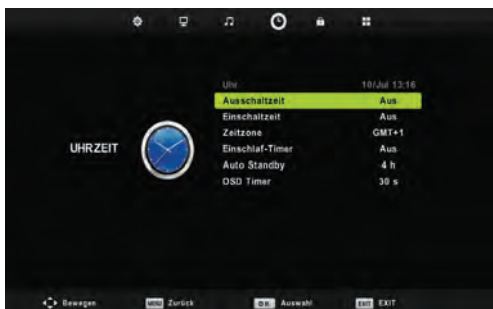 Uhr 10/Jul 13:16
Ausschaltzeit Aus
Einschaltzeit Aus
Zeitzone GMT+1
UHRZEIT
Einschlaf-Timer Aus
Auto Standby 4 h
OSD Timer 30 s
Bewegen MENU Zurück OK Auswahl EXIT EXIT